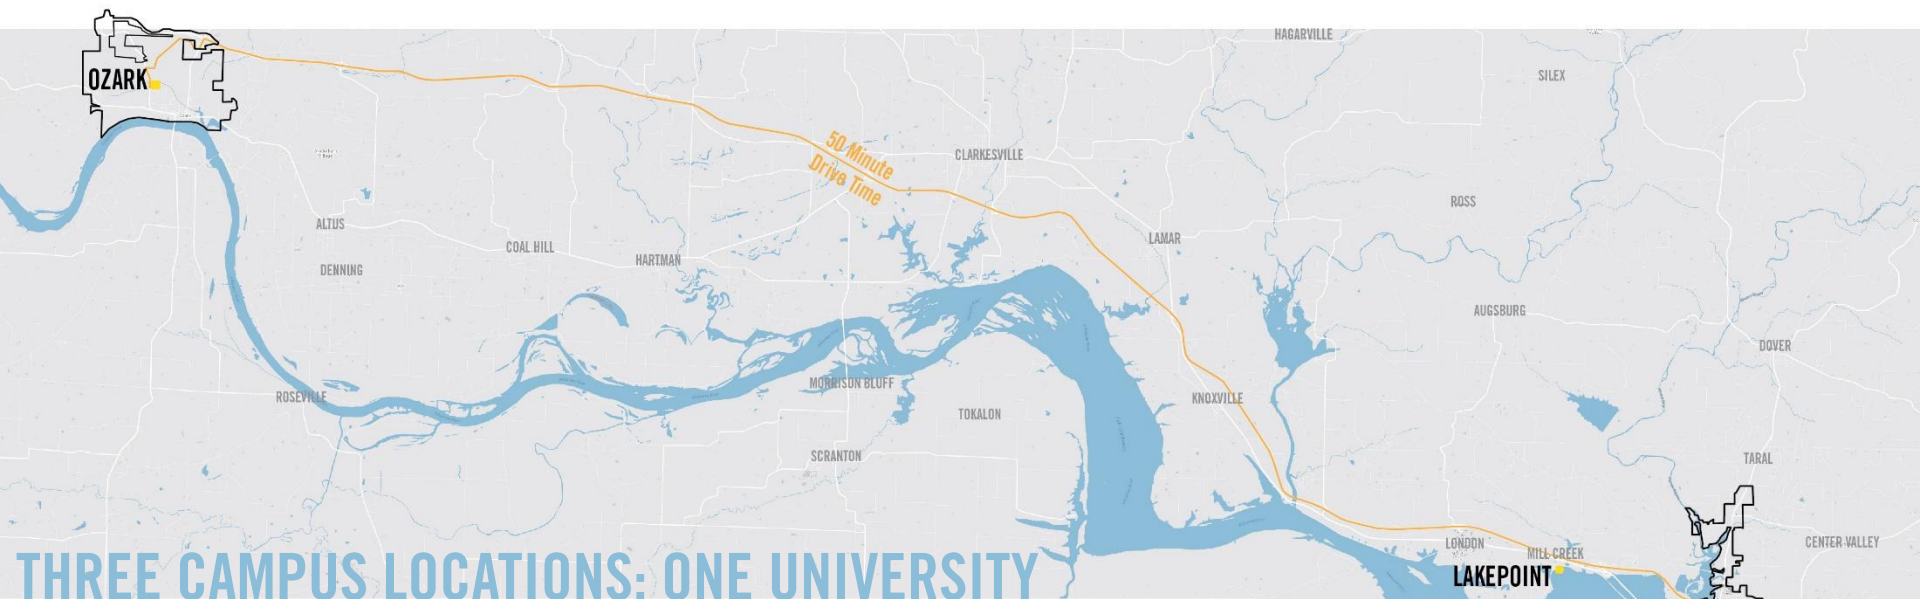 HAGARVILLE
SILEX
OZARK
50 Minute
Drive Time
CLARKESVILLE
ROSS
ALTUS
LAMAR
COAL HILL
HARTMAN
DENNING
AUGSBURG
DOVER
MORRISON BLUFF
ROSEVILLE
KNOXVILLE
TOKALON
SCRANTON
TARAL
LONDON
MILL CREEK
CENTER VALLEY
LAKEPOINT
THREE CAMPUS LOCATIONS: ONE UNIVERSITY